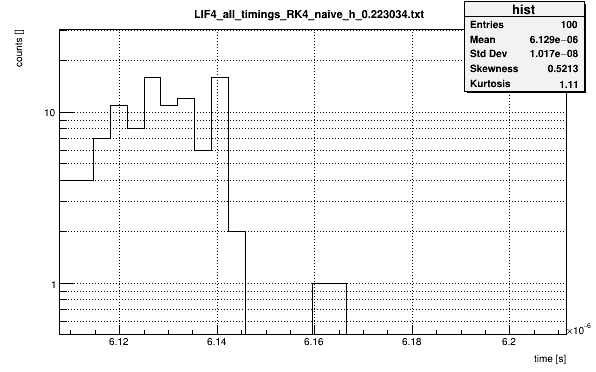 LIF4_all_timings_RK4_naive_h_0.223034.txt
hist
Entries 100
Mean 6.129e−06
Std Dev 1.017e−08
Skewness 0.5213
Kurtosis 1.11
counts []
10
1
6.12 6.14 6.16 6.18 6.2
×10⁻⁶
time [s]